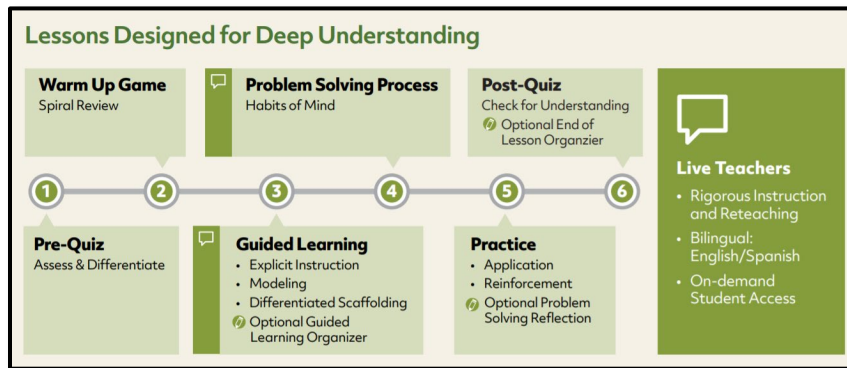 Lessons Designed for Deep Understanding
Warm Up Game
Spiral Review
Problem Solving Process
Habits of Mind
Post-Quiz
Check for Understanding
Optional End of
Lesson Organzier
1
2
3
4
5
6
Pre-Quiz
Assess & Differentiate
Guided Learning
• Explicit Instruction
• Modeling
• Differentiated Scaffolding
Optional Guided
Learning Organizer
Practice
• Application
• Reinforcement
Optional Problem
Solving Reflection
Live Teachers
• Rigorous Instruction
and Reteaching
• Bilingual:
English/Spanish
• On-demand
Student Access